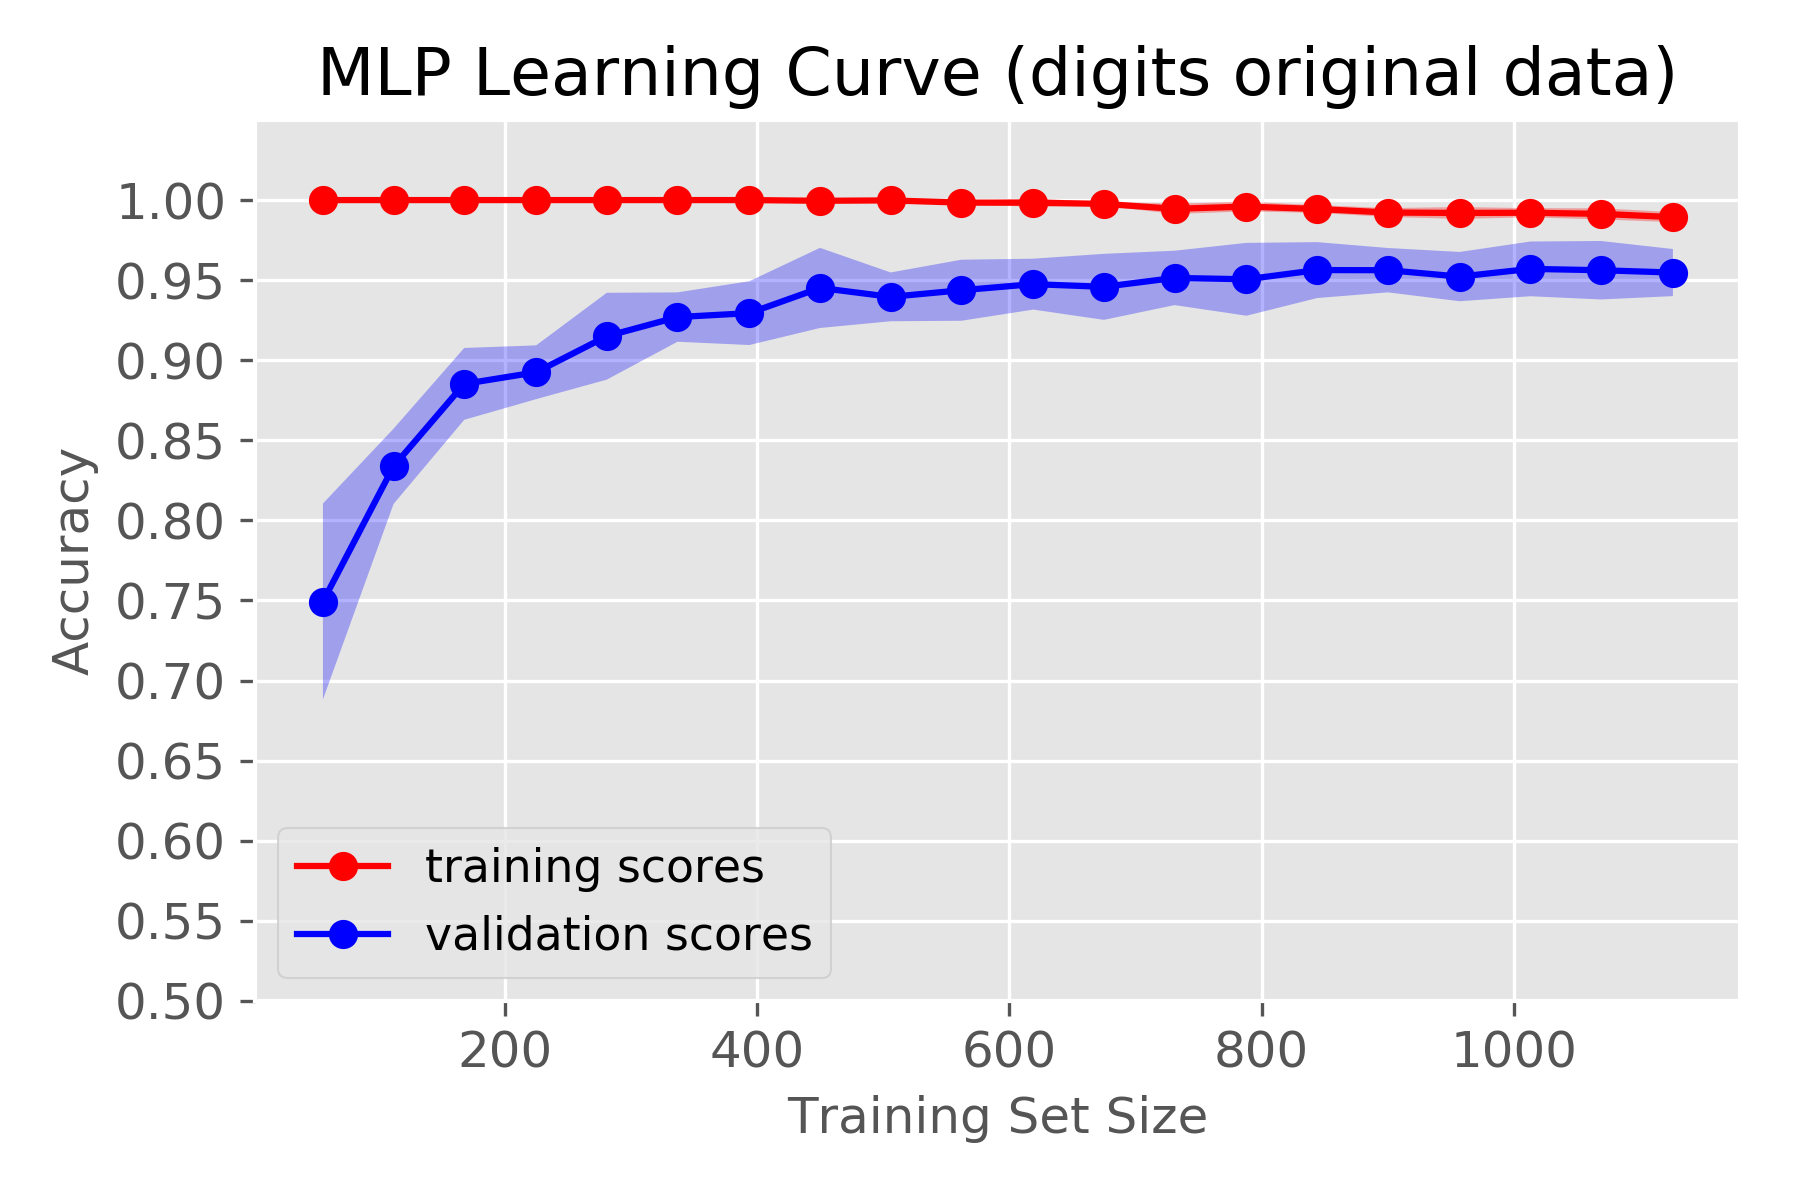 MLP Learning Curve (digits original data)
1.00
0.95
0.90
0.85
0.80
0.75
0.70
0.65
0.60
0.55
0.50
Accuracy
training scores
validation scores
200 400 600 800 1000
Training Set Size